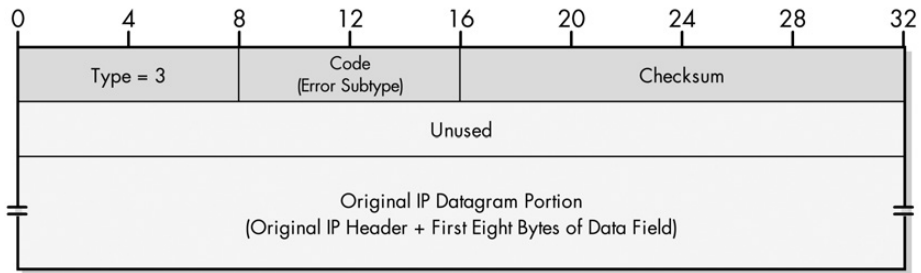 0 4 8 12 16 20 24 28 32
Type = 3
Code
(Error Subtype)
Checksum
Unused
Original IP Datagram Portion
(Original IP Header + First Eight Bytes of Data Field)